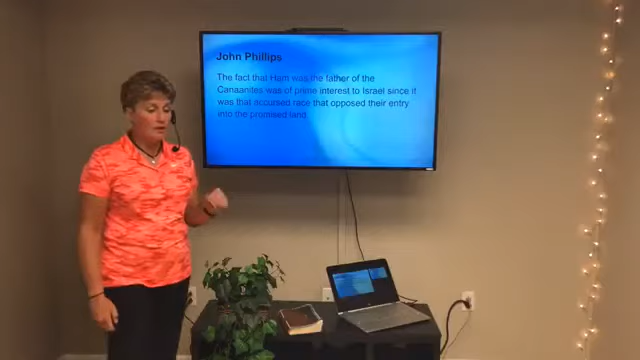 John Phillips
The fact that Ham was the father of the
Canaanites was of prime interest to Israel since it
was that accursed race that opposed their entry
into the promised land